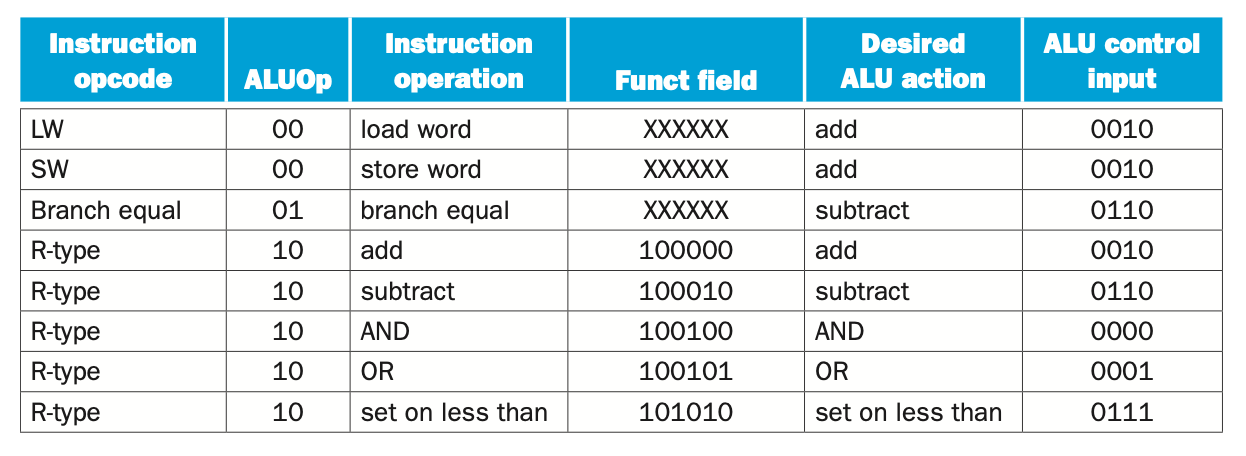 Instruction opcode ALUOp Instruction operation Funct field Desired ALU action ALU control input
LW 00 load word XXXXXX add 0010
SW 00 store word XXXXXX add 0010
Branch equal 01 branch equal XXXXXX subtract 0110
R-type 10 add 100000 add 0010
R-type 10 subtract 100010 subtract 0110
R-type 10 AND 100100 AND 0000
R-type 10 OR 100101 OR 0001
R-type 10 set on less than 101010 set on less than 0111